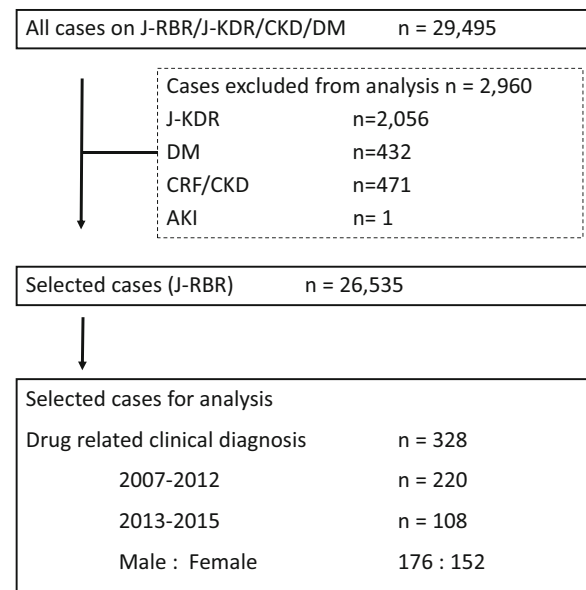 All cases on J-RBR/J-KDR/CKD/DM n = 29,495
Cases excluded from analysis n = 2,960
J-KDR n=2,056
DM n=432
CRF/CKD n=471
AKI n= 1
Selected cases (J-RBR) n = 26,535
Selected cases for analysis
Drug related clinical diagnosis n = 328
2007-2012 n = 220
2013-2015 n = 108
Male : Female 176 : 152